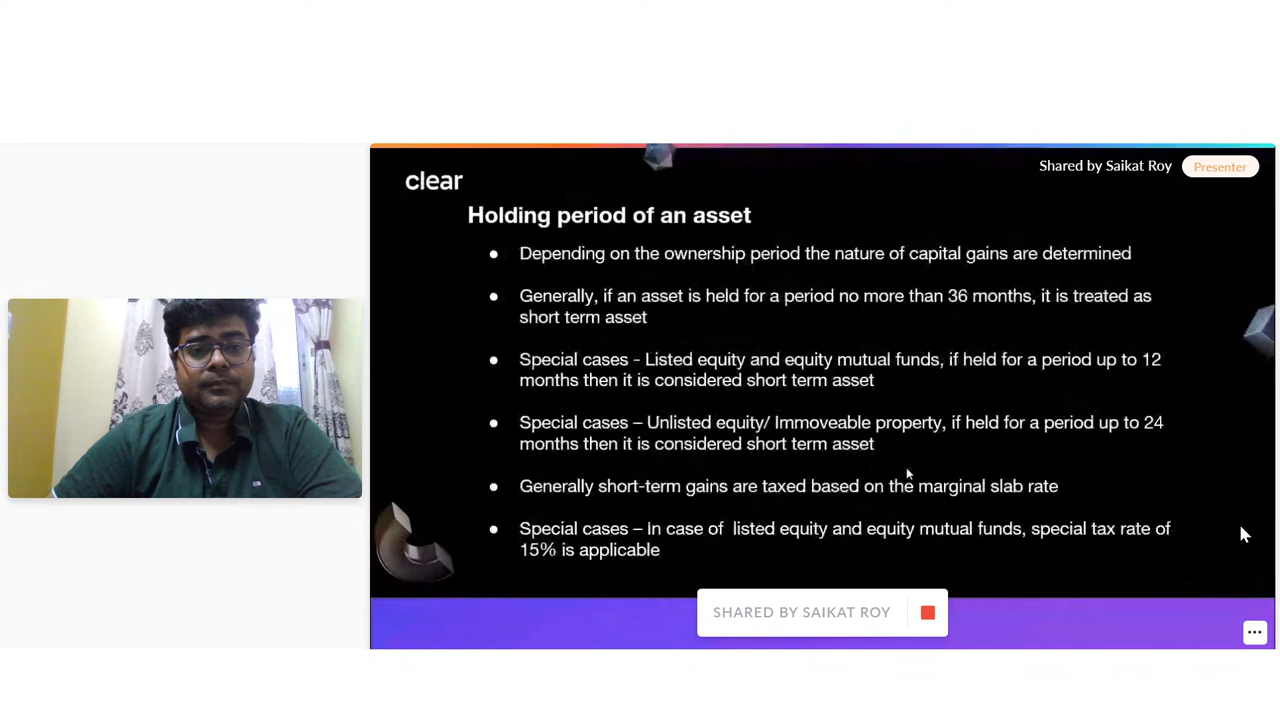 Shared by Saikat Roy Presenter
clear
Holding period of an asset
● Depending on the ownership period the nature of capital gains are determined
● Generally, if an asset is held for a period no more than 36 months, it is treated as
short term asset
● Special cases - Listed equity and equity mutual funds, if held for a period up to 12
months then it is considered short term asset
● Special cases – Unlisted equity/ Immoveable property, if held for a period up to 24
months then it is considered short term asset
● Generally short-term gains are taxed based on the marginal slab rate
● Special cases – in case of listed equity and equity mutual funds, special tax rate of
15% is applicable
SHARED BY SAIKAT ROY